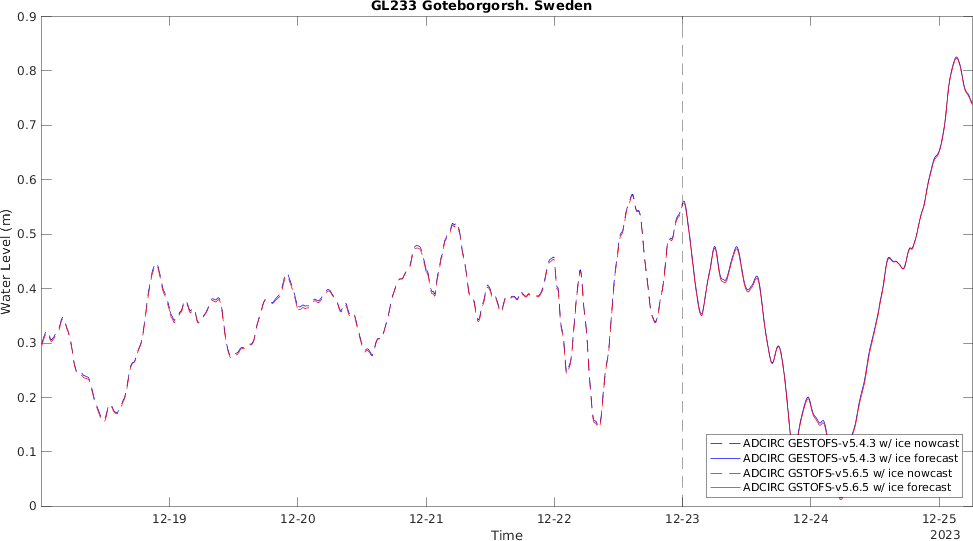 GL233 Goteborgorsh. Sweden
0.9
0.8
0.7
0.6
0.5
0.4
0.3
0.2
0.1
0
Water Level (m)
12-19
12-20
12-21
12-22
12-23
12-24
12-25
2023
Time
ADCIRC GESTOFS-v5.4.3 w/ ice nowcast
ADCIRC GESTOFS-v5.4.3 w/ ice forecast
ADCIRC GSTOFS-v5.6.5 w/ ice nowcast
ADCIRC GSTOFS-v5.6.5 w/ ice forecast